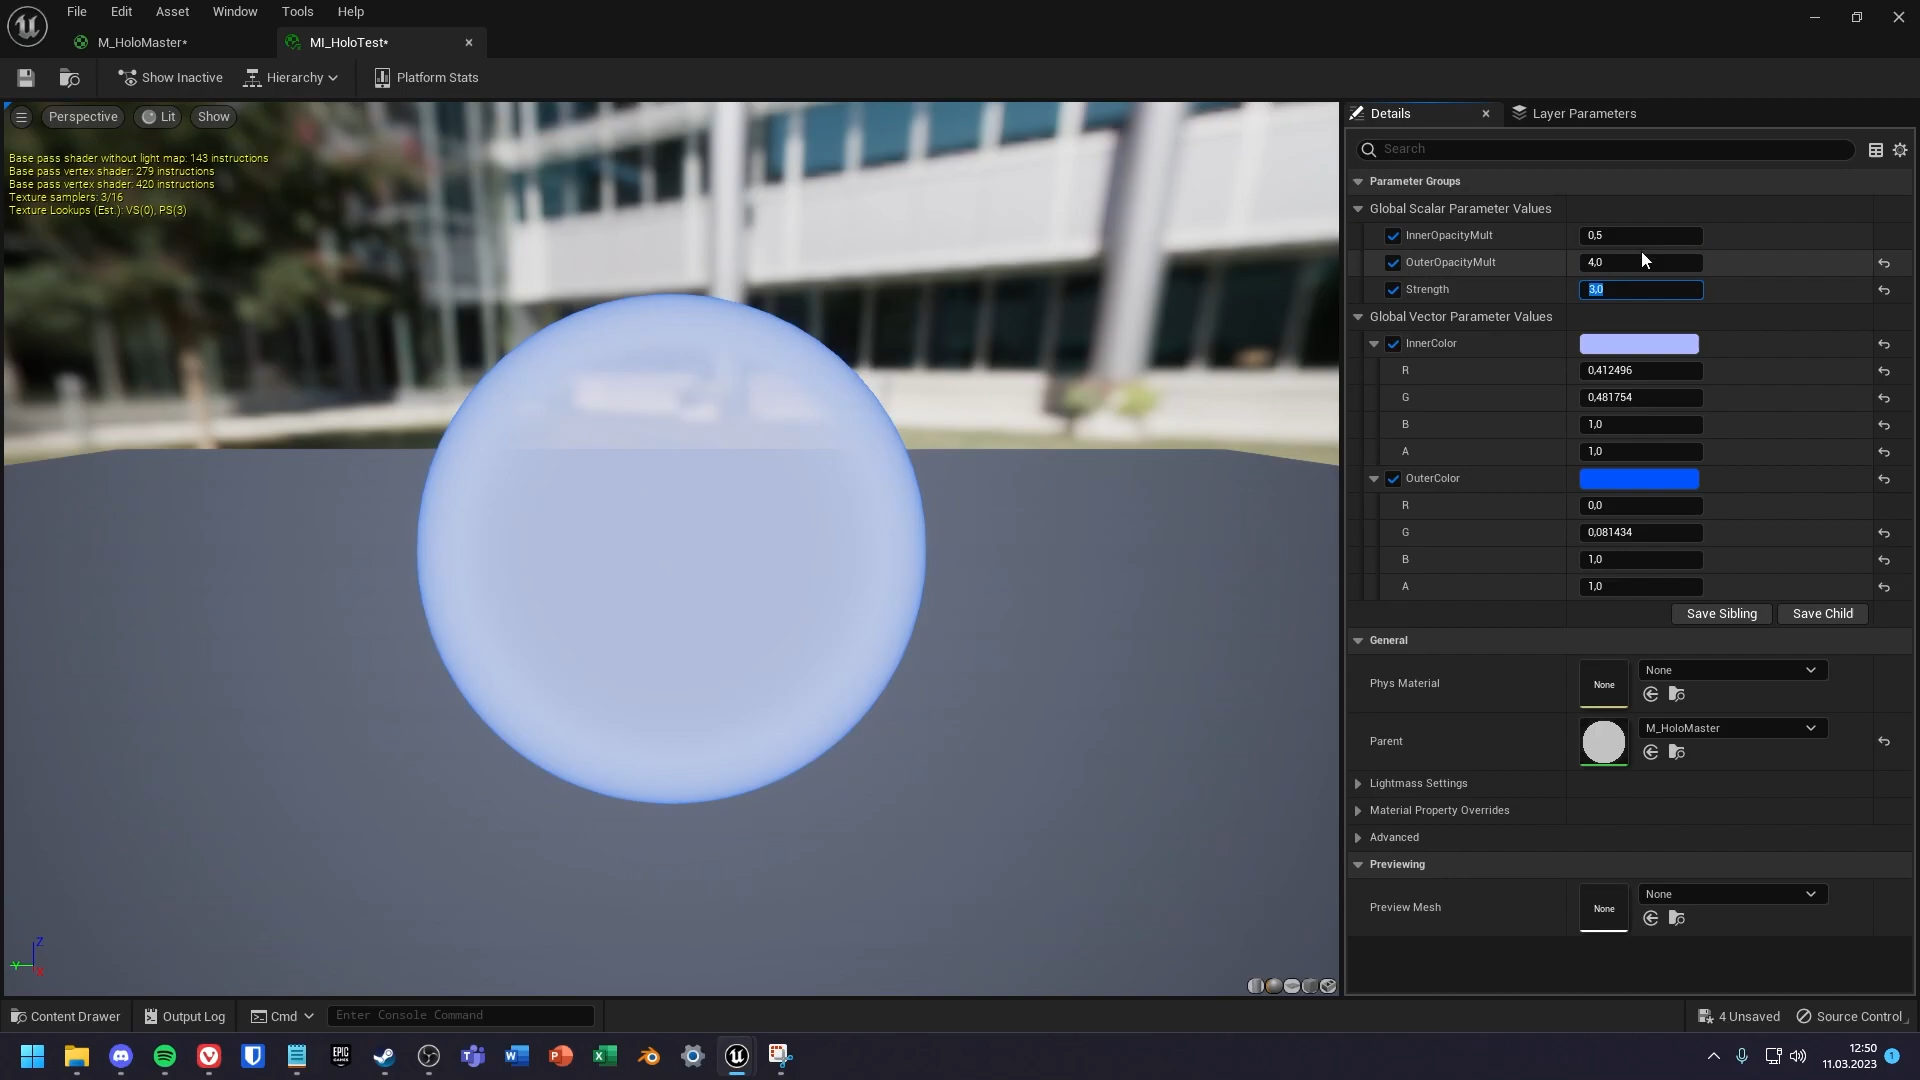 File Edit Asset Window Tools Help
M_HoloMaster* MI_HoloTest*
Show Inactive Hierarchy Platform Stats
Perspective Lit Show
Base pass shader without light map: 143 instructions
Base pass vertex shader: 279 instructions
Base pass vertex shader: 420 instructions
Texture samplers: 3/16
Texture Lookups (Est.): VS(0), PS(3)
Z
Y
X
Details Layer Parameters
Search
Parameter Groups
Global Scalar Parameter Values
InnerOpacityMult 0,5
OuterOpacityMult 4,0
Strength 3,0
Global Vector Parameter Values
InnerColor
R 0,412496
G 0,481754
B 1,0
A 1,0
OuterColor
R 0,0
G 0,081434
B 1,0
A 1,0
Save Sibling Save Child
General
Phys Material None None
Parent M_HoloMaster
Lightmass Settings
Material Property Overrides
Advanced
Previewing
Preview Mesh None None
Content Drawer Output Log Cmd Enter Console Command 4 Unsaved Source Control
EPIC GAMES
12:50
11.03.2023 1